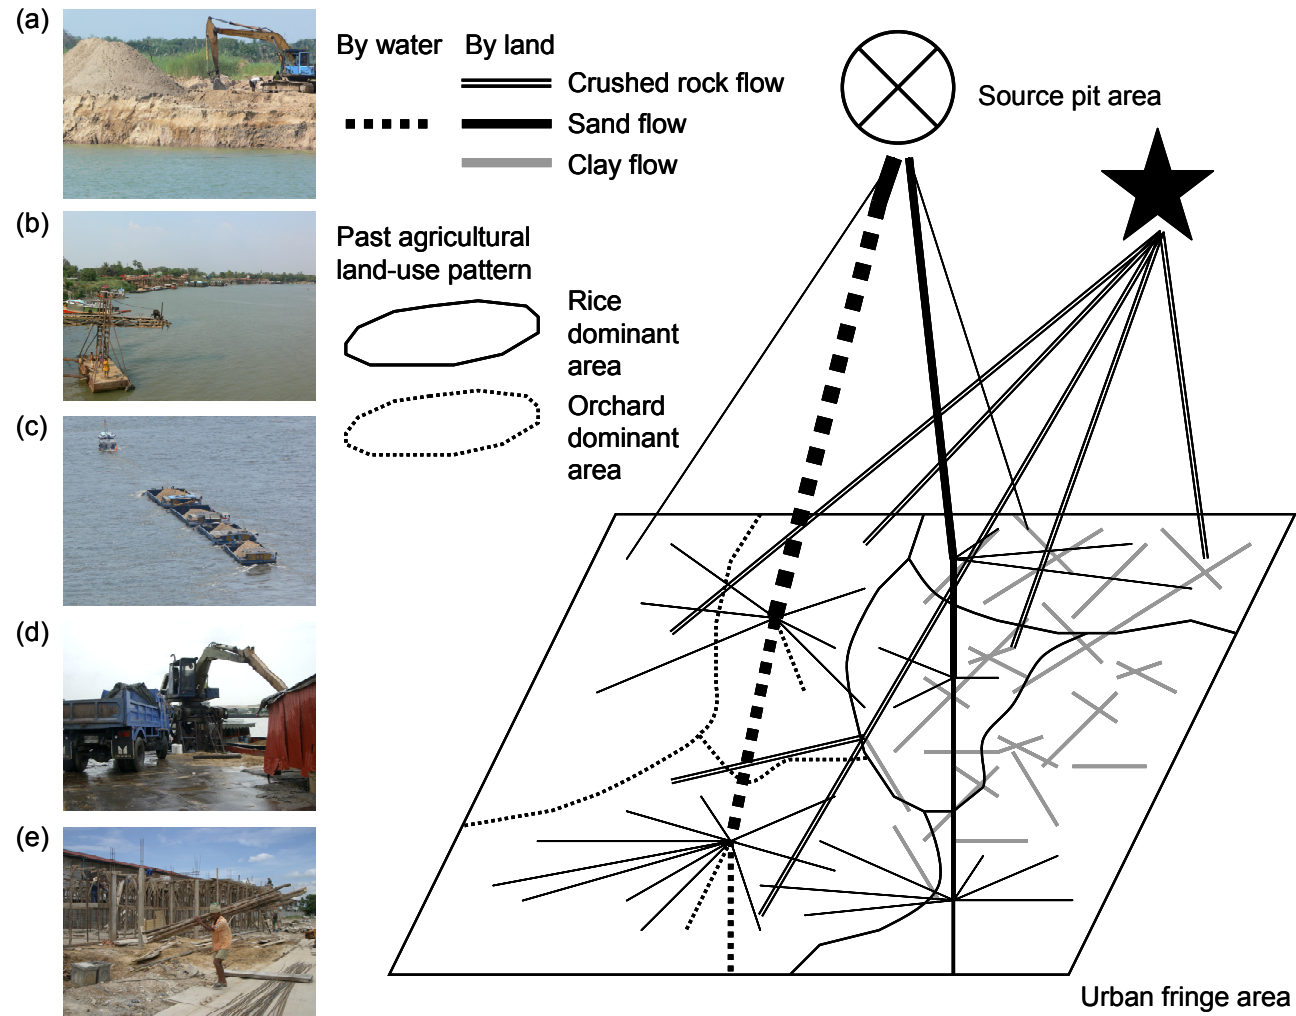 (a)
(b)
(c)
(d)
(e)
By water
By land
Crushed rock flow
Sand flow
Clay flow
Past agricultural
land-use pattern
Rice
dominant
area
Orchard
dominant
area
Source pit area
Urban fringe area